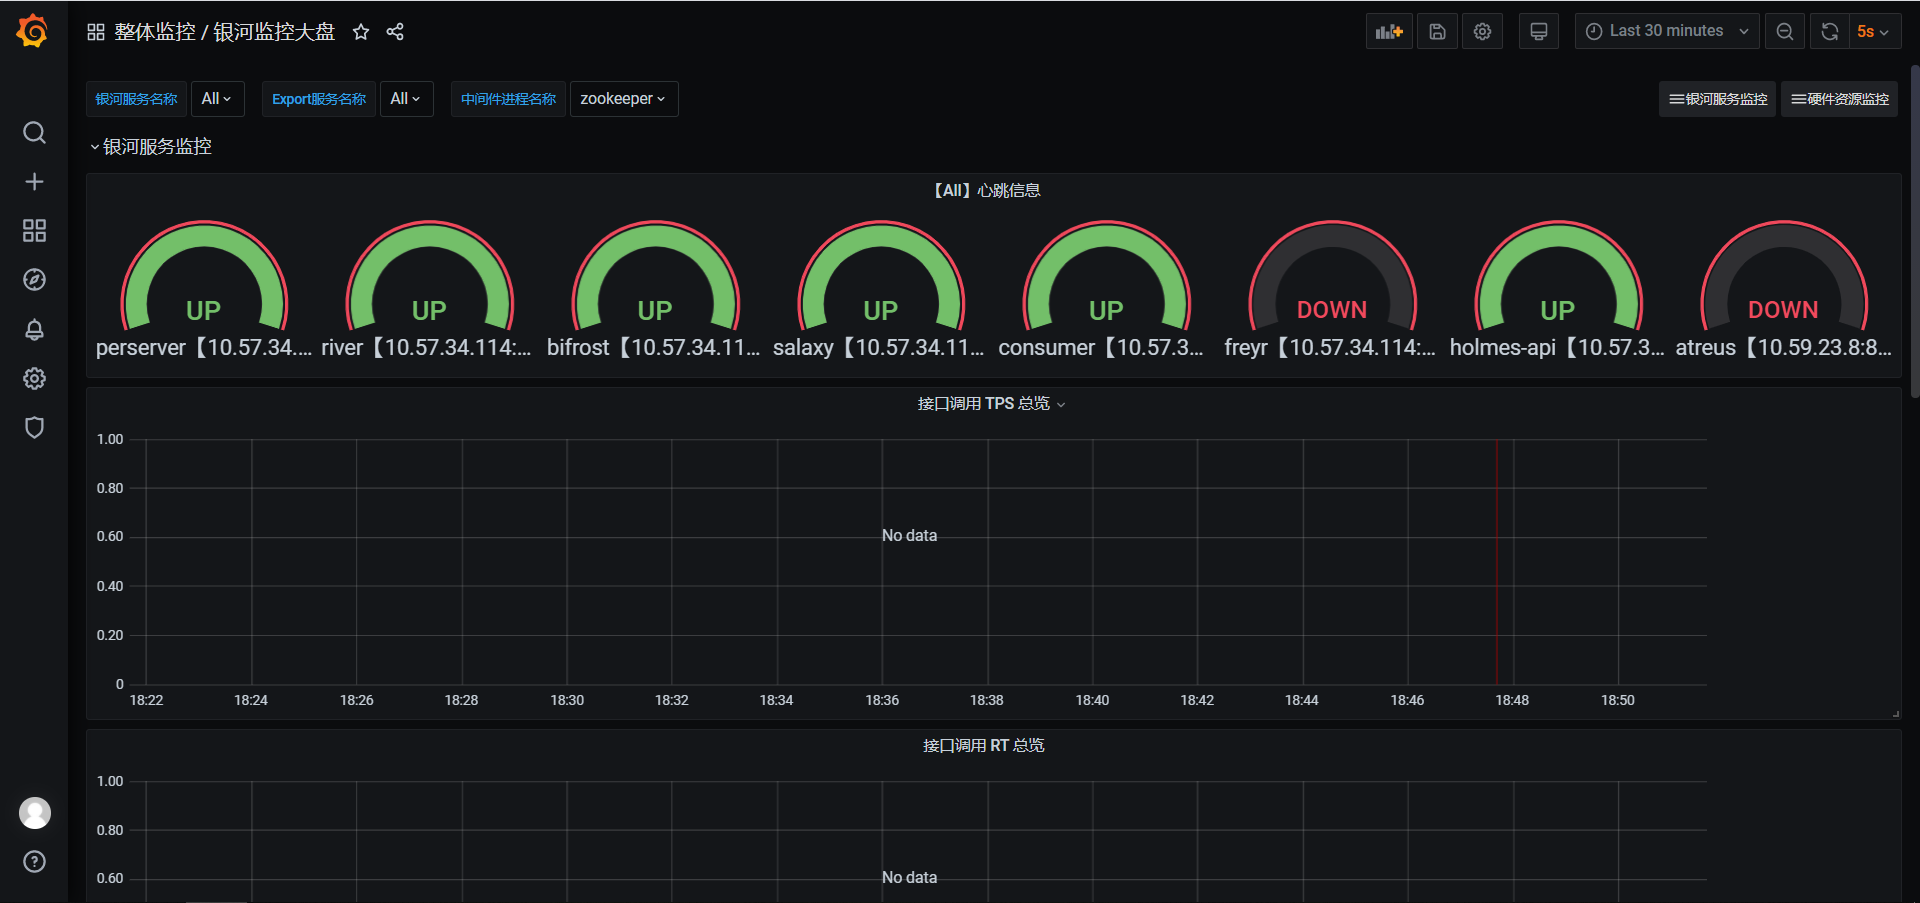 整体监控 / 银河监控大盘
Last 30 minutes
5s
银河服务名称 All
Export服务名称 All
中间件进程名称 zookeeper
银河服务监控
硬件资源监控
银河服务监控
【All】心跳信息
UP
UP
UP
UP
UP
DOWN
UP
DOWN
perserver【10.57.34....
river【10.57.34.114:...
bifrost【10.57.34.11...
salaxy【10.57.34.11...
consumer【10.57.3...
freyr【10.57.34.114:...
holmes-api【10.57.3...
atreus【10.59.23.8:8...
接口调用 TPS 总览
1.00
0.80
0.60
0.40
0.20
0
No data
18:22 18:24 18:26 18:28 18:30 18:32 18:34 18:36 18:38 18:40 18:42 18:44 18:46 18:48 18:50
接口调用 RT 总览
1.00
0.80
0.60
No data